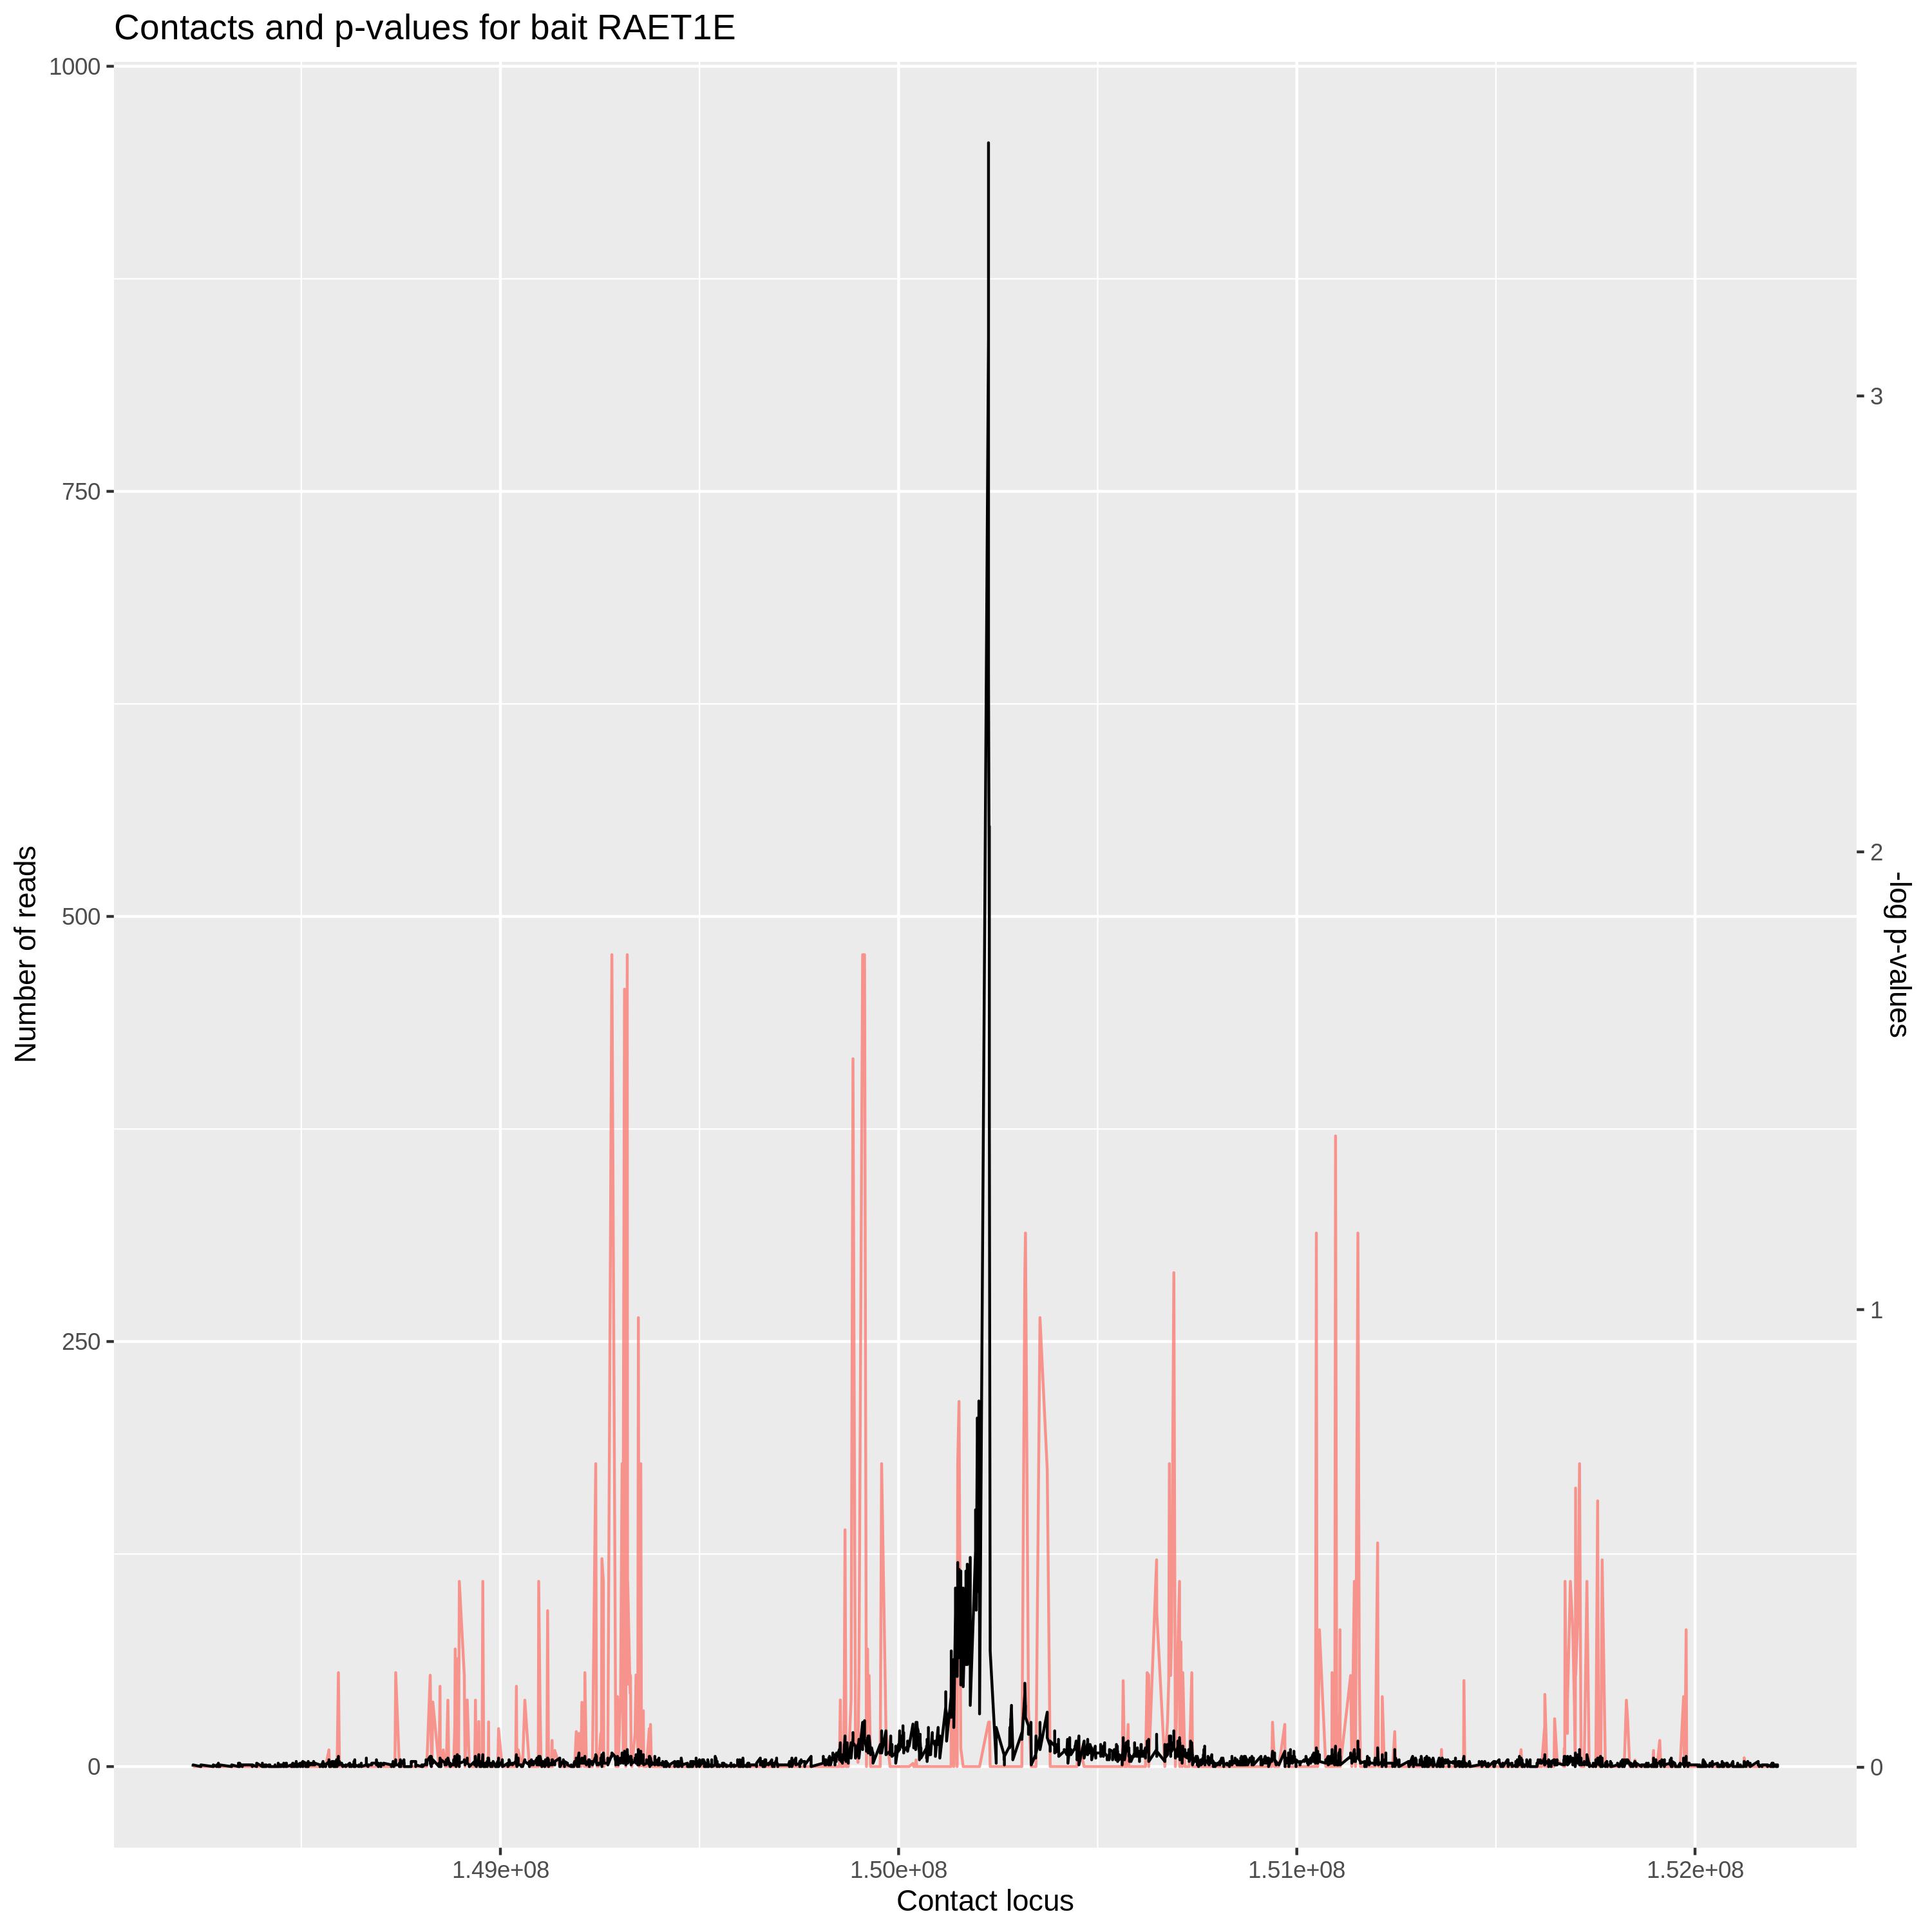 Contacts and p-values for bait RAET1E
1000
750
500
250
0
Number of reads
3
2
1
0
-log p-values
1.49e+08
1.50e+08
1.51e+08
1.52e+08
Contact locus